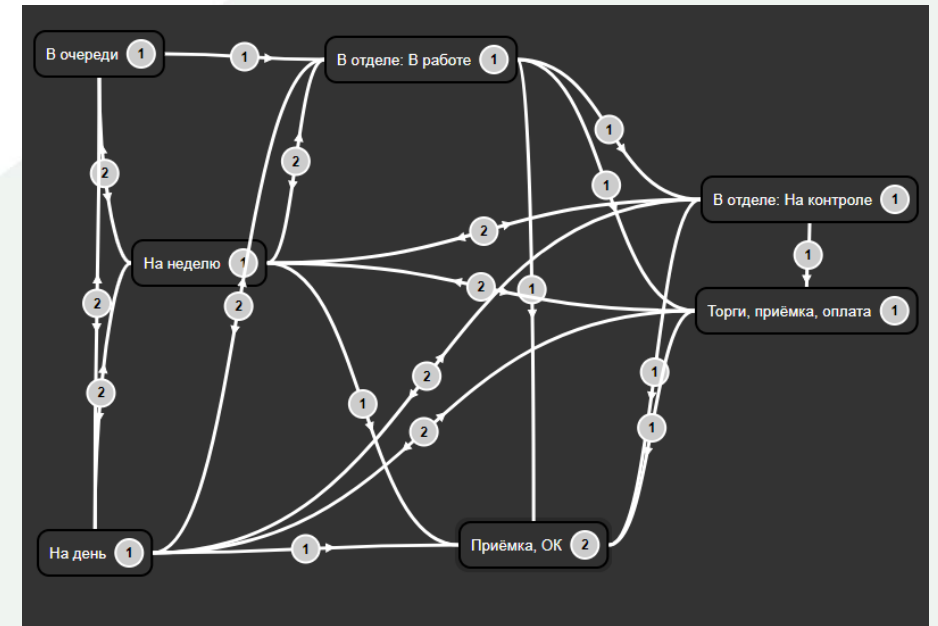 В очереди 1
1
В отделе: В работе 1
1
2
2
1
В отделе: На контроле 1
2
1
На неделю 1
2
1
2
2
Торги, приёмка, оплата 1
1
2
2
1
1
2
1
На день 1
1
Приёмка, ОК 2